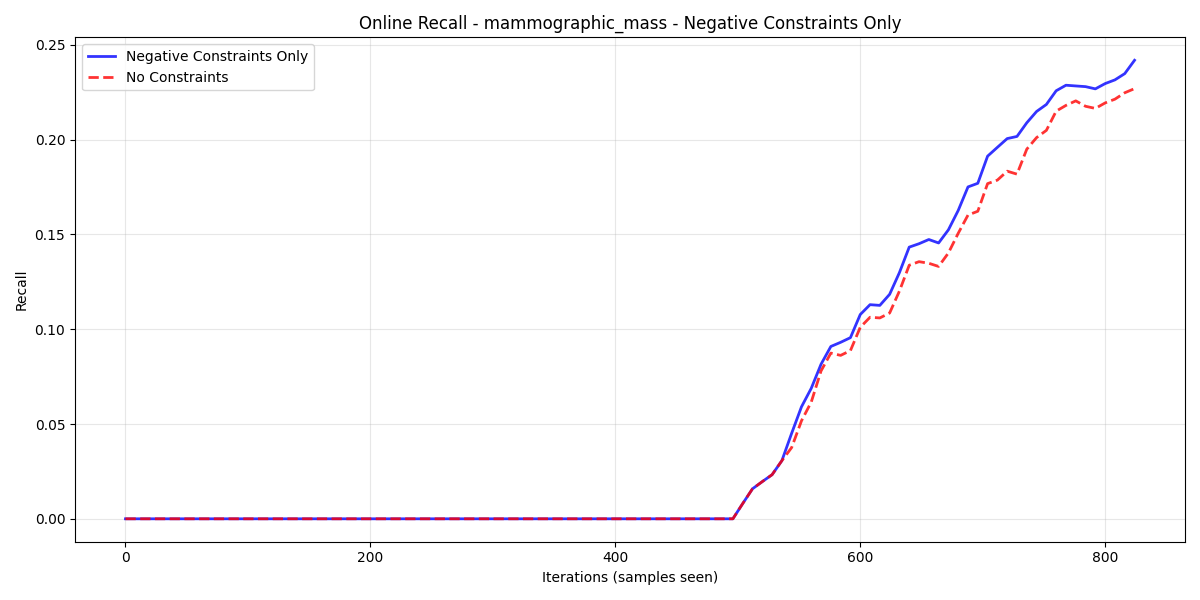 Online Recall - mammographic_mass - Negative Constraints Only
Negative Constraints Only
No Constraints
Recall
0.25
0.20
0.15
0.10
0.05
0.00
0 200 400 600 800
Iterations (samples seen)